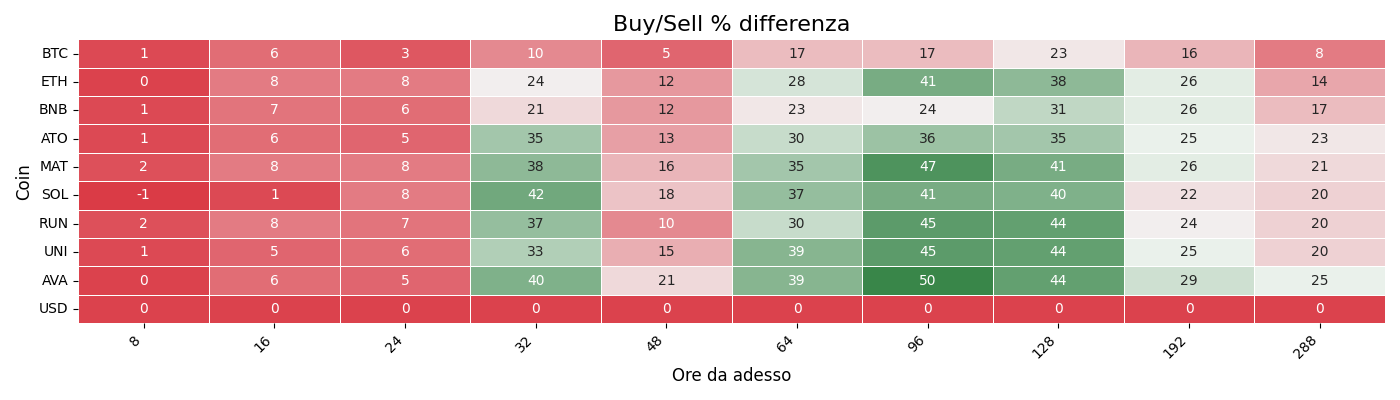 Buy/Sell % differenza
Coin
BTC 1 6 3 10 5 17 17 23 16 8
ETH 0 8 8 24 12 28 41 38 26 14
BNB 1 7 6 21 12 23 24 31 26 17
ATO 1 6 5 35 13 30 36 35 25 23
MAT 2 8 8 38 16 35 47 41 26 21
SOL -1 1 8 42 18 37 41 40 22 20
RUN 2 8 7 37 10 30 45 44 24 20
UNI 1 5 6 33 15 39 45 44 25 20
AVA 0 6 5 40 21 39 50 44 29 25
USD 0 0 0 0 0 0 0 0 0 0
8 16 24 32 48 64 96 128 192 288
Ore da adesso